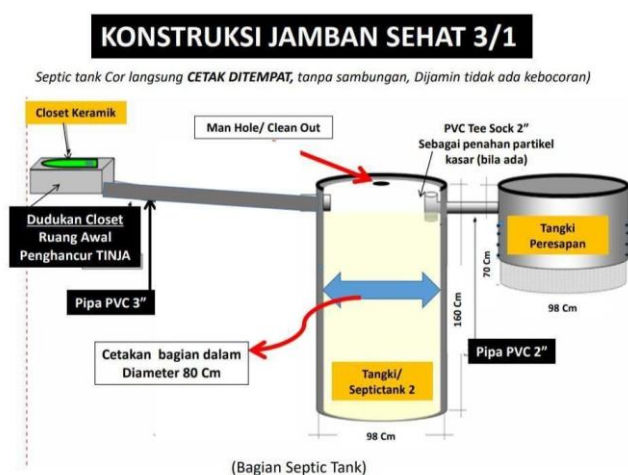 KONSTRUKSI JAMBAN SEHAT 3/1
Septic tank Cor langsung CETAK DITEMPAT, tanpa sambungan, Dijamin tidak ada kebocoran)
Closet Keramik
Man Hole/ Clean Out
PVC Tee Sock 2”
Sebagai penahan partikel
kasar (bila ada)
Dudukan Closet
Ruang Awal
Penghancur TINJA
Tangki
Peresapan
70 Cm
98 Cm
Pipa PVC 3”
160 Cm
Pipa PVC 2”
Cetakan bagian dalam
Diameter 80 Cm
Tangki/
Septictank 2
98 Cm
(Bagian Septic Tank)